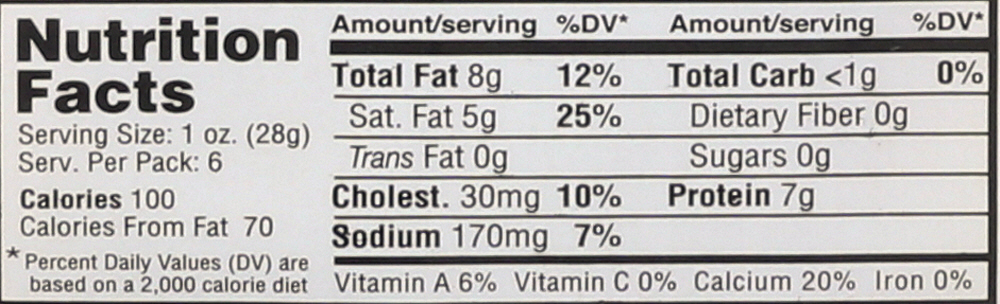 Nutrition
Facts
Serving Size: 1 oz. (28g)
Serv. Per Pack: 6
Calories 100
Calories From Fat 70
* Percent Daily Values (DV) are
based on a 2,000 calorie diet
Amount/serving %DV*
Total Fat 8g 12%
Sat. Fat 5g 25%
Trans Fat 0g
Cholest. 30mg 10%
Sodium 170mg 7%
Amount/serving %DV*
Total Carb <1g 0%
Dietary Fiber 0g
Sugars 0g
Protein 7g
Vitamin A 6% Vitamin C 0% Calcium 20% Iron 0%